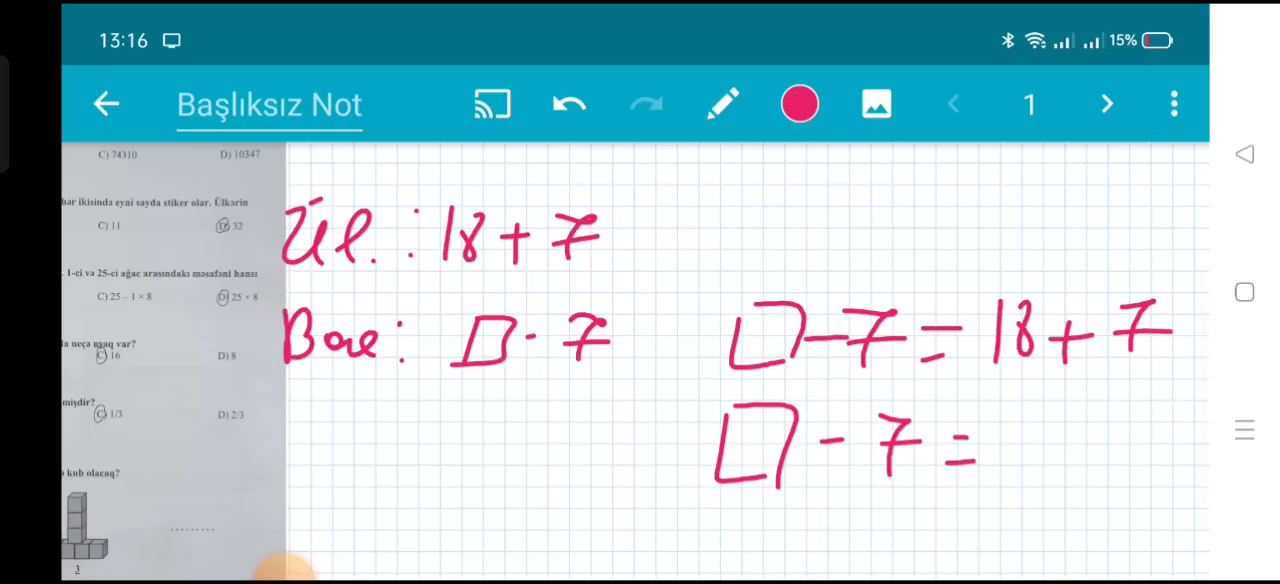 13:16 15%
Başlıksız Not 1
C) 74310 D) 10347
hər ikisində eyni sayda stiker olar. Ülkərin
C) 11 D) 32
1-ci və 25-ci ağac arasındakı məsafəni hansı
C) 25 – 1 × 8 D) 25 × 8
da neçə uşaq var?
C) 16 D) 8
mişdir?
C) 1/3 D) 2/3
kub olacaq?
3
Ül. : 18 + 7
□ - 7
□ - 7 = 18 + 7
□ - 7 =